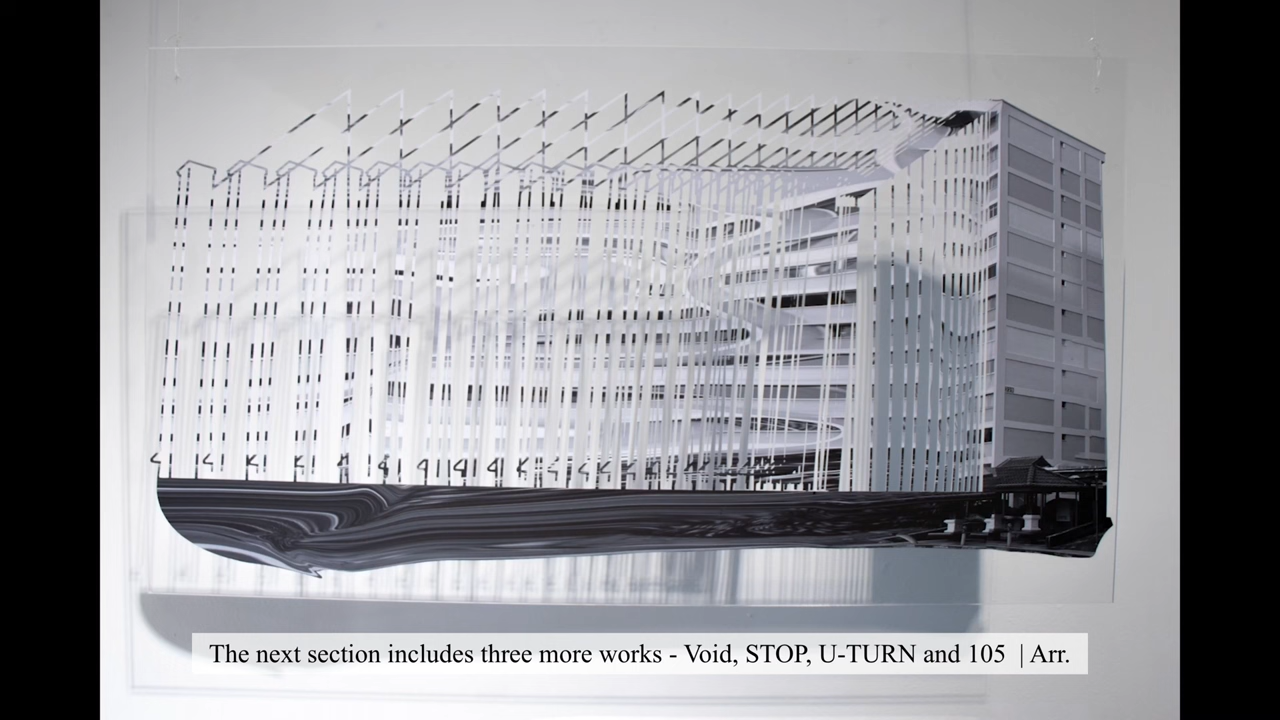 The next section includes three more works - Void, STOP, U-TURN and 105 | Arr.